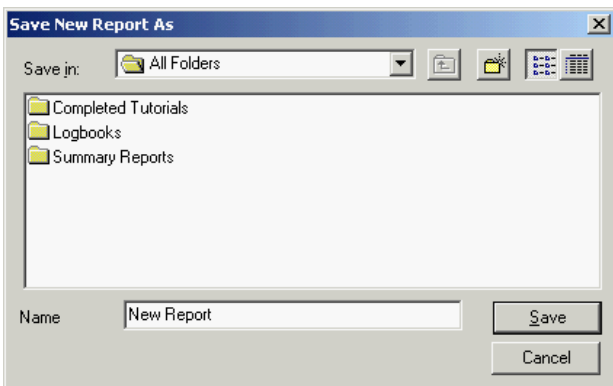 Save New Report As
Save in: All Folders
Completed Tutorials
Logbooks
Summary Reports
Name New Report Save
Cancel